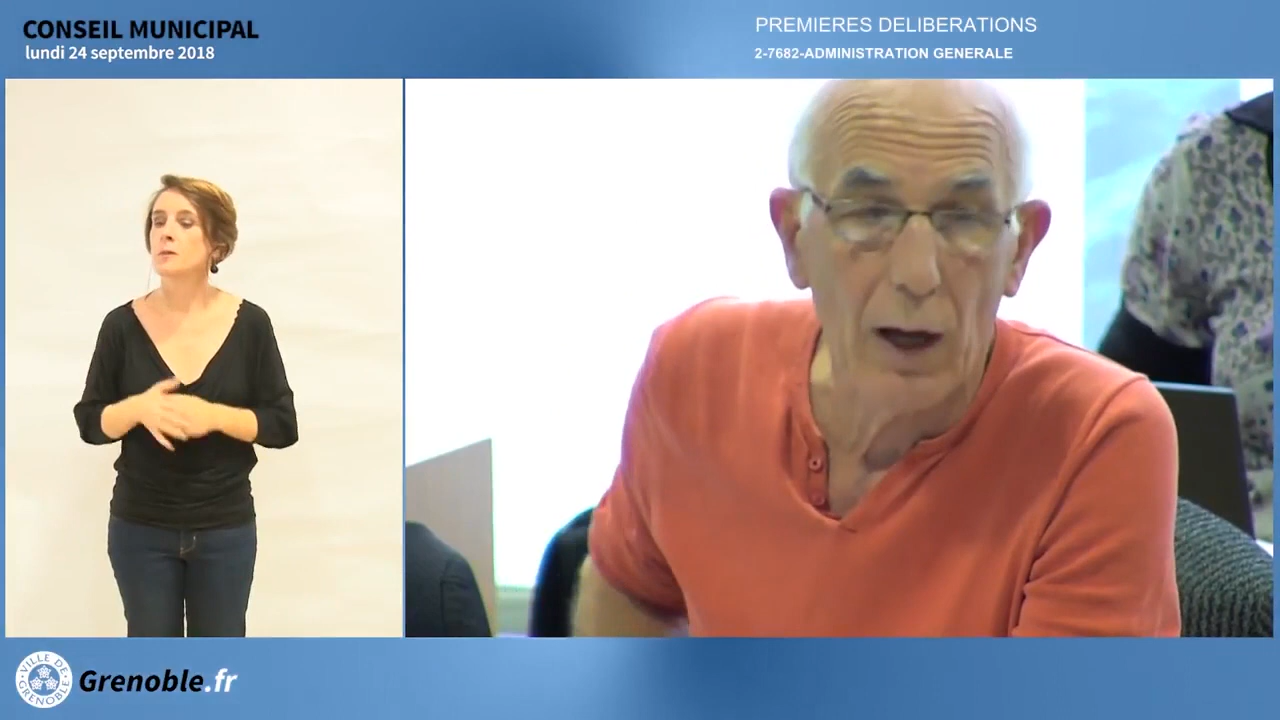 CONSEIL MUNICIPAL
lundi 24 septembre 2018
PREMIERES DELIBERATIONS
2-7682-ADMINISTRATION GENERALE
VILLE DE GRENOBLE
Grenoble.fr